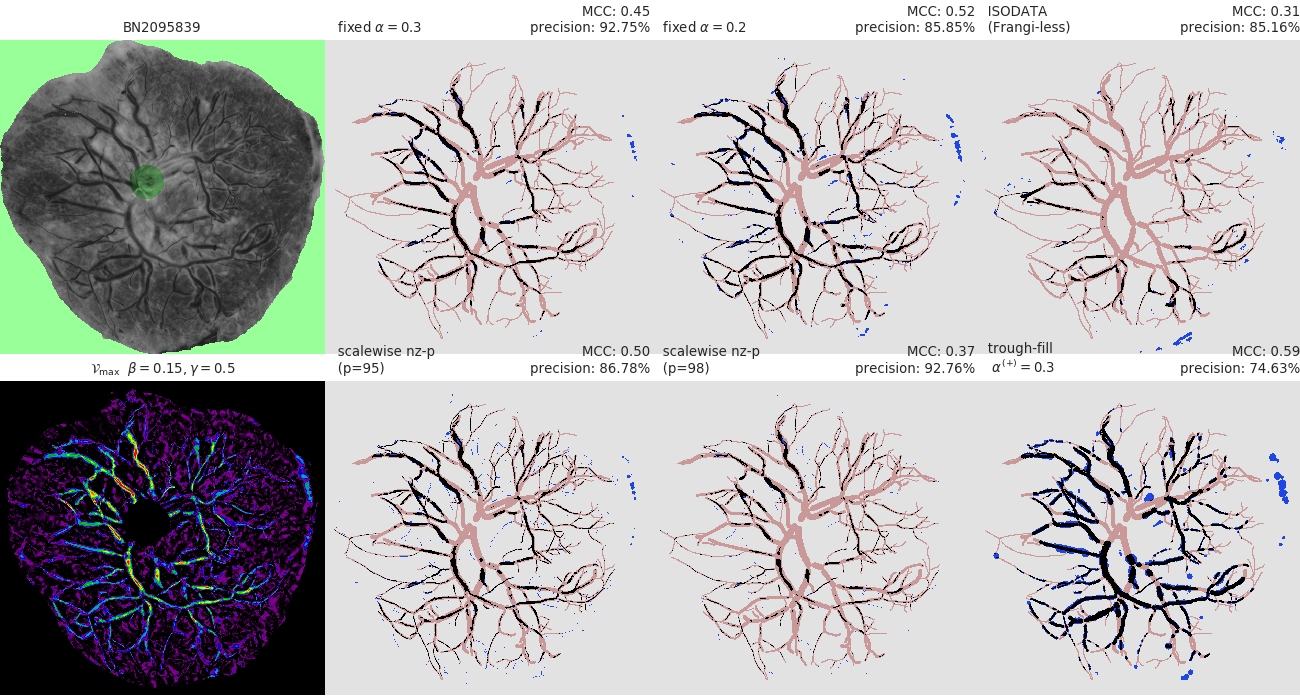 BN2095839
fixed α = 0.3
MCC: 0.45
precision: 92.75%
fixed α = 0.2
MCC: 0.52
precision: 85.85%
ISODATA
(Frangi-less)
MCC: 0.31
precision: 85.16%
𝒱max β = 0.15, γ = 0.5
scalewise nz-p
(p=95)
MCC: 0.50
precision: 86.78%
scalewise nz-p
(p=98)
MCC: 0.37
precision: 92.76%
trough-fill
α(+) = 0.3
MCC: 0.59
precision: 74.63%